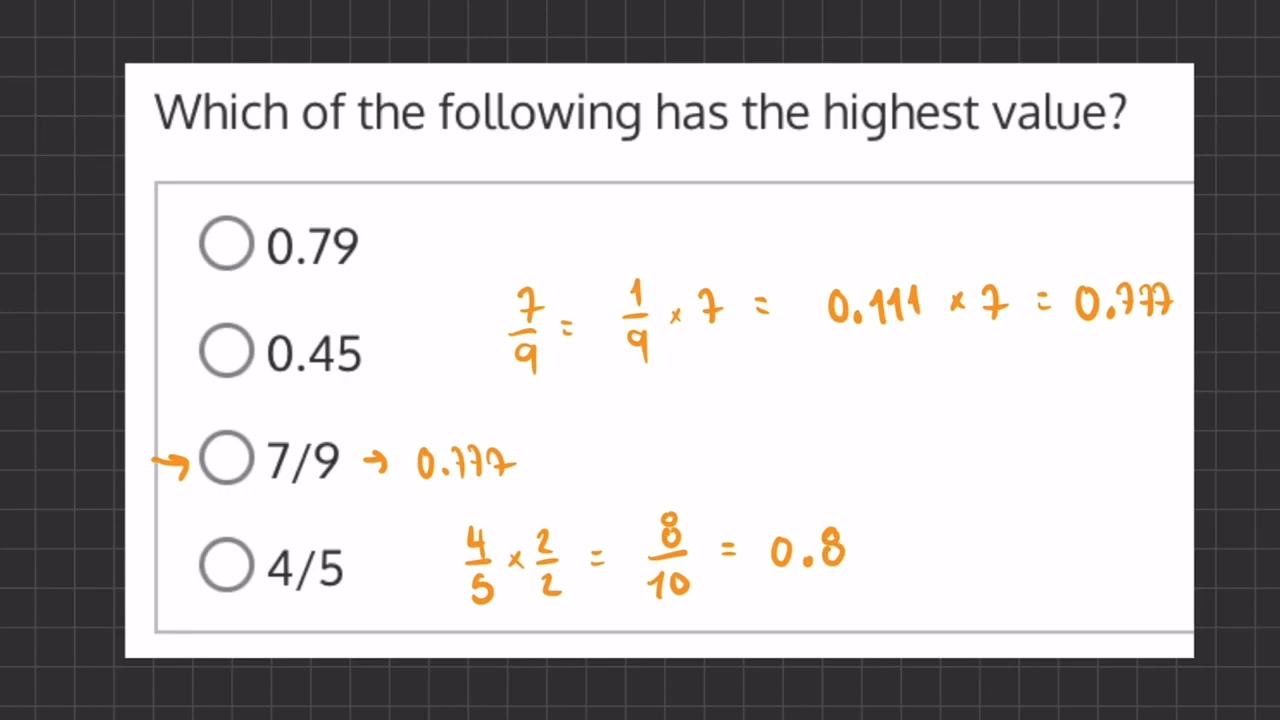 Which of the following has the highest value?
0.79
7/9 = 1/9 × 7 = 0.111 × 7 = 0.777
0.45
→ 7/9 → 0.777
4/5 4/5 × 2/2 = 8/10 = 0.8